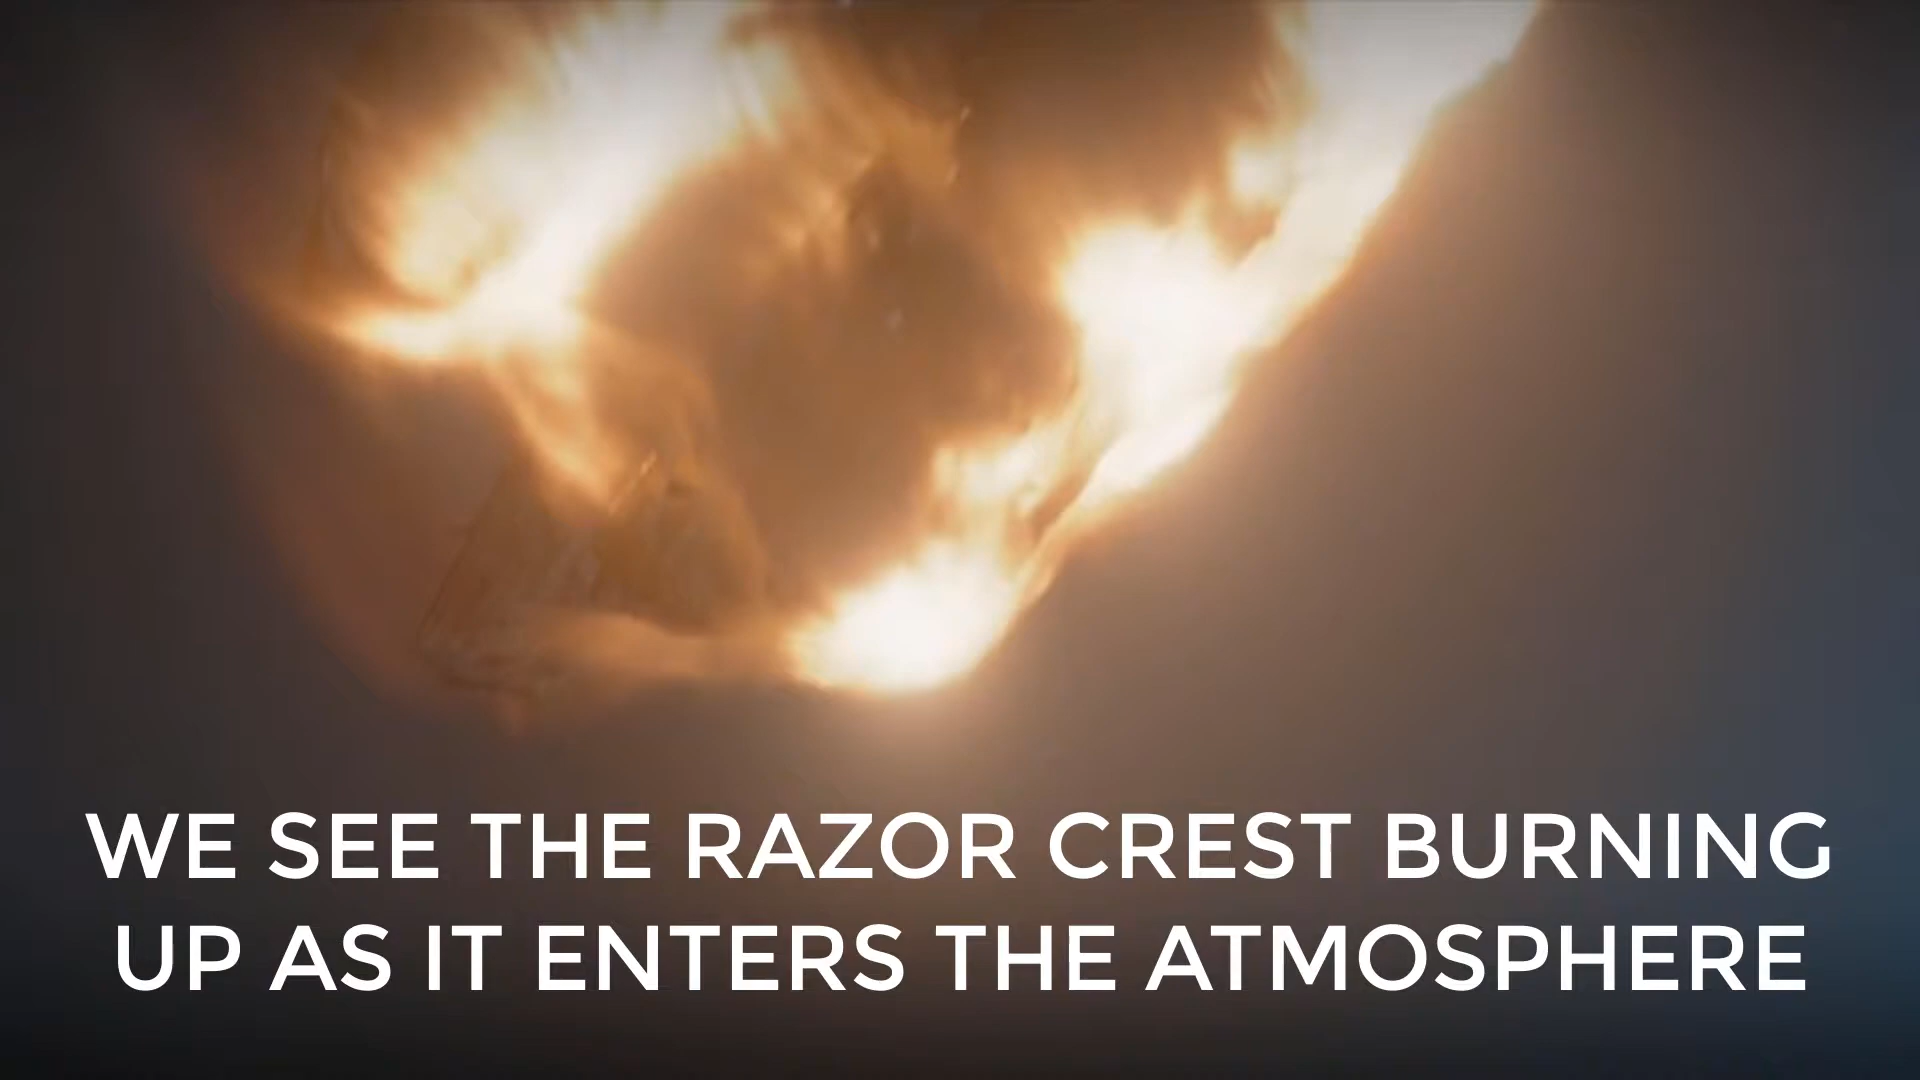 WE SEE THE RAZOR CREST BURNING
UP AS IT ENTERS THE ATMOSPHERE